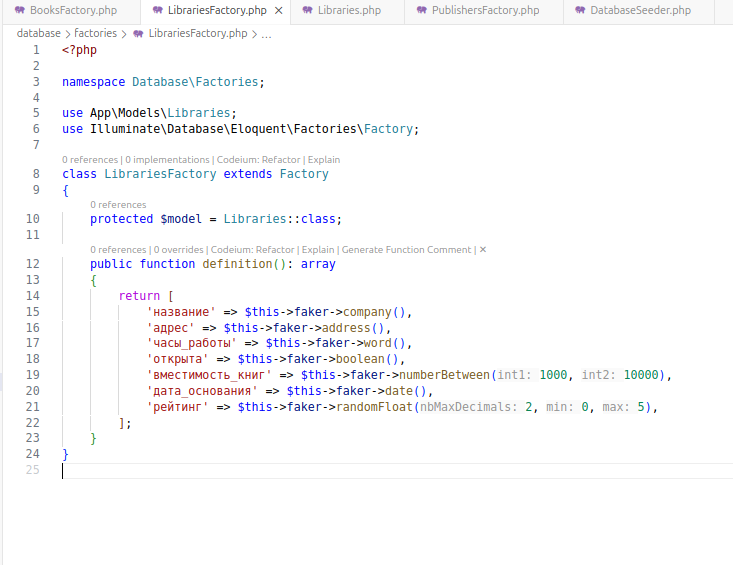 BooksFactory.php LibrariesFactory.php × Libraries.php PublishersFactory.php DatabaseSeeder.php
database > factories > LibrariesFactory.php > ...
1 <?php
2
3 namespace Database\Factories;
4
5 use App\Models\Libraries;
6 use Illuminate\Database\Eloquent\Factories\Factory;
7
0 references | 0 implementations | Codeium: Refactor | Explain
8 class LibrariesFactory extends Factory
9 {
0 references
10 protected $model = Libraries::class;
11
0 references | 0 overrides | Codeium: Refactor | Explain | Generate Function Comment | ×
12 public function definition(): array
13 {
14 return [
15 'название' => $this->faker->company(),
16 'адрес' => $this->faker->address(),
17 'часы_работы' => $this->faker->word(),
18 'открыта' => $this->faker->boolean(),
19 'вместимость_книг' => $this->faker->numberBetween(int1: 1000, int2: 10000),
20 'дата_основания' => $this->faker->date(),
21 'рейтинг' => $this->faker->randomFloat(nbMaxDecimals: 2, min: 0, max: 5),
22 ];
23 }
24 }
25